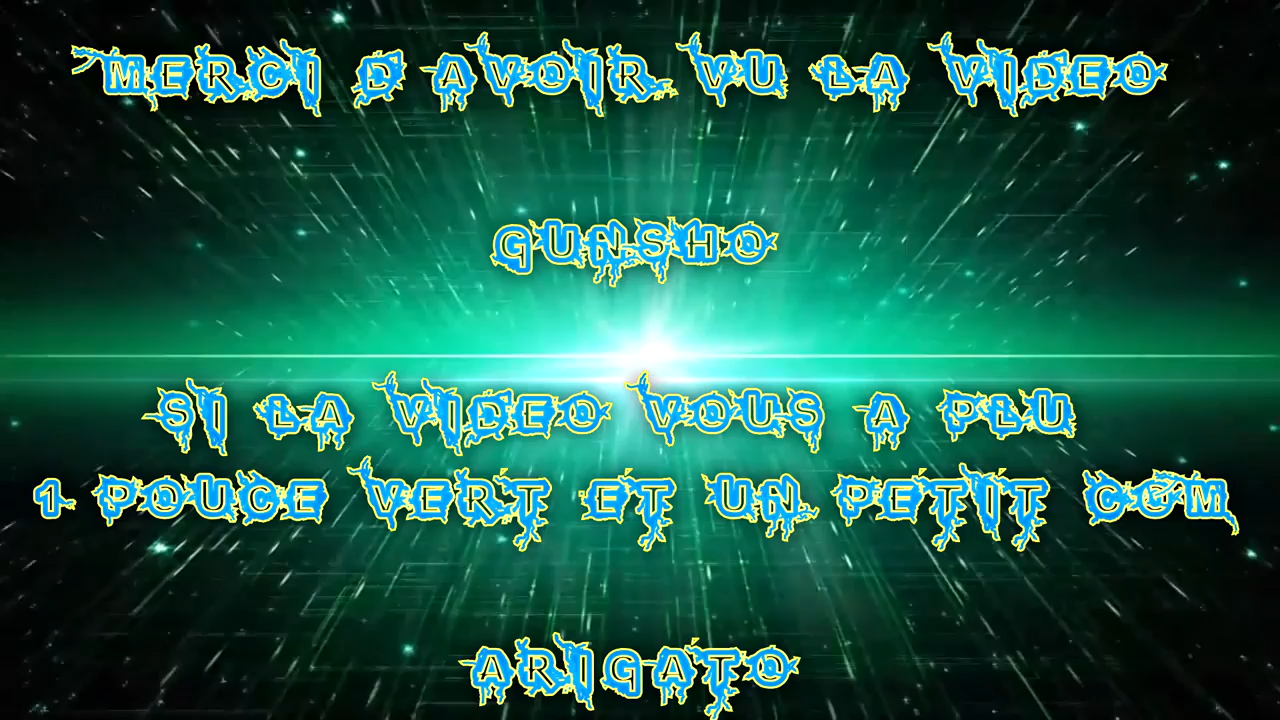 MERCI D AVOIR VU LA VIDEO
GUNSHO
SI LA VIDEO VOUS A PLU
1 POUCE VERT ET UN PETIT COM
ARIGATO